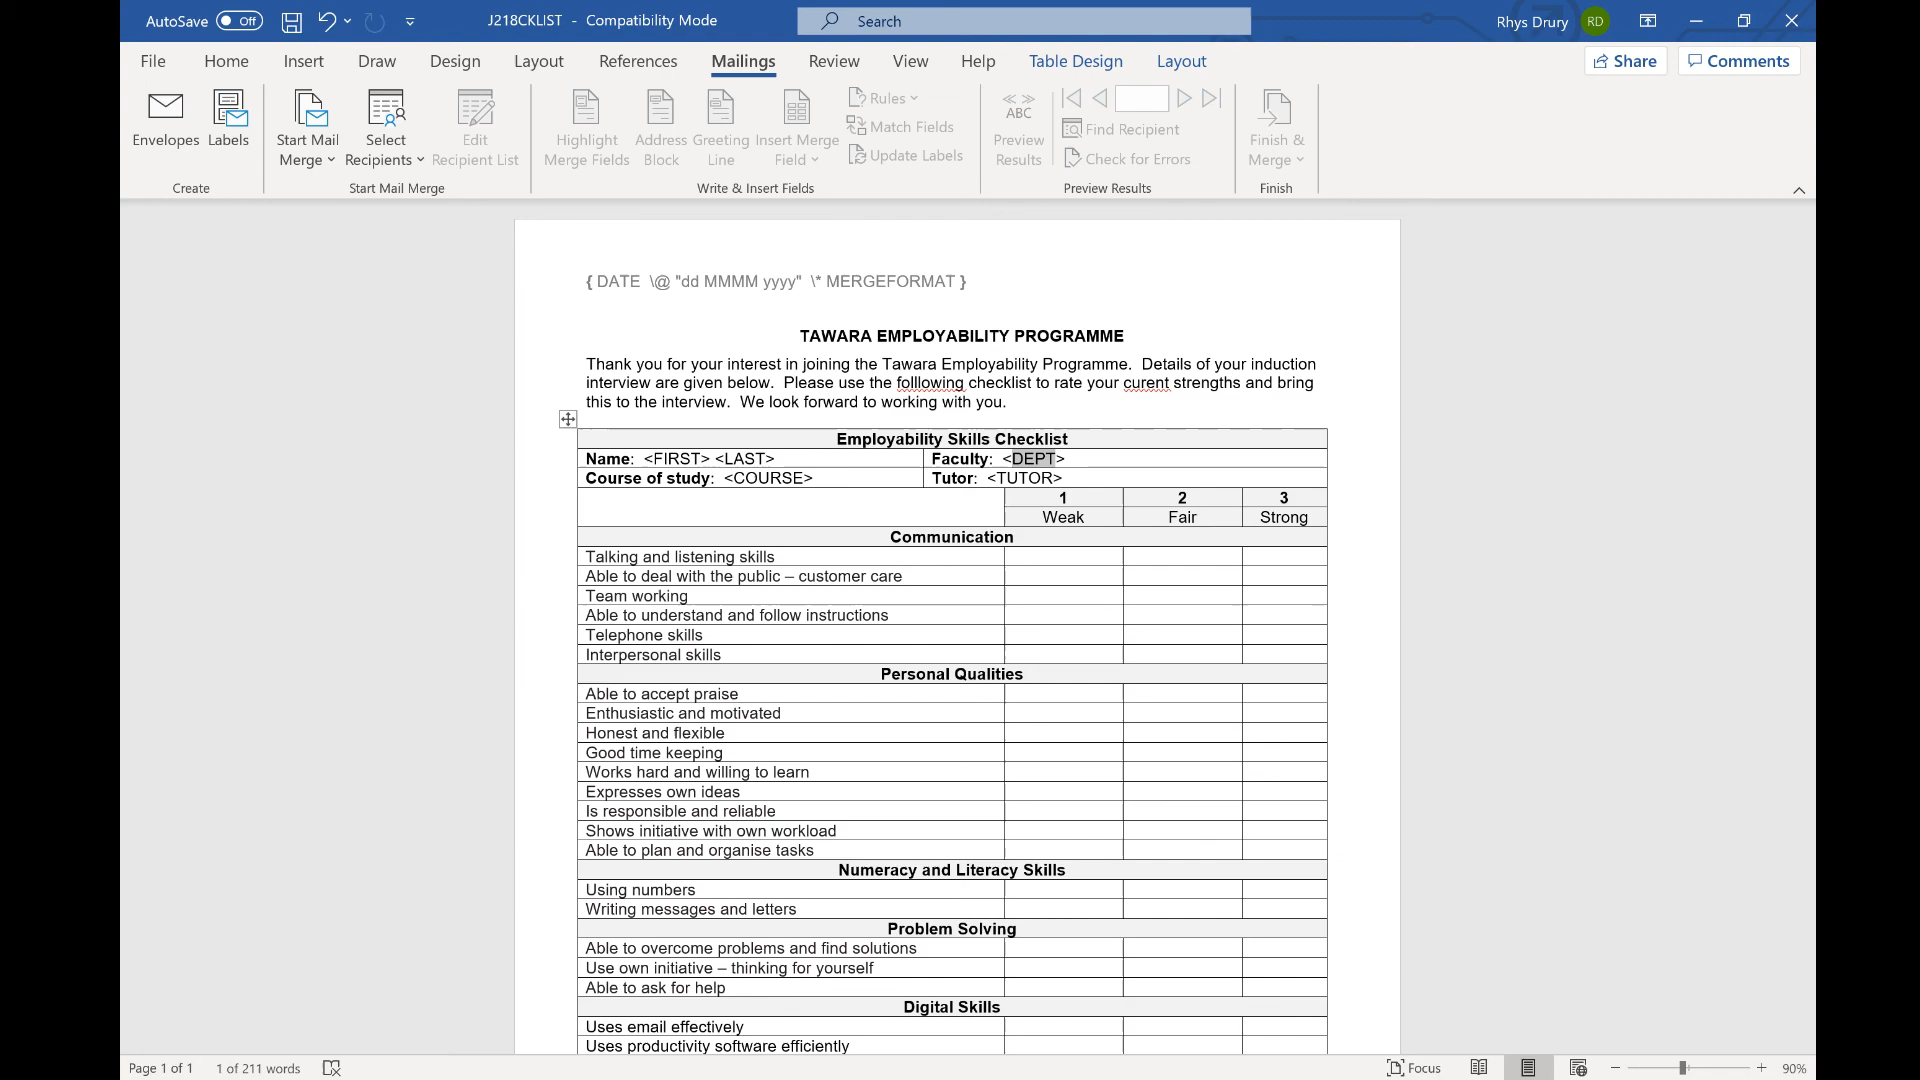 AutoSave Off J218CKLIST - Compatibility Mode Search Rhys Drury RD
File Home Insert Draw Design Layout References Mailings Review View Help Table Design Layout Share Comments
Envelopes Labels Start Mail Merge Select Recipients Edit Recipient List Highlight Merge Fields Address Block Greeting Line Insert Merge Field Rules Match Fields Update Labels ABC Preview Results Find Recipient Check for Errors Finish & Merge
Create Start Mail Merge Write & Insert Fields Preview Results Finish
{ DATE \@ "dd MMMM yyyy" \* MERGEFORMAT }
TAWARA EMPLOYABILITY PROGRAMME
Thank you for your interest in joining the Tawara Employability Programme. Details of your induction
interview are given below. Please use the folllowing checklist to rate your curent strengths and bring
this to the interview. We look forward to working with you.
Employability Skills Checklist
Name: <FIRST> <LAST> Faculty: <DEPT>
Course of study: <COURSE> Tutor: <TUTOR>
1 2 3
Weak Fair Strong
Communication
Talking and listening skills
Able to deal with the public – customer care
Team working
Able to understand and follow instructions
Telephone skills
Interpersonal skills
Personal Qualities
Able to accept praise
Enthusiastic and motivated
Honest and flexible
Good time keeping
Works hard and willing to learn
Expresses own ideas
Is responsible and reliable
Shows initiative with own workload
Able to plan and organise tasks
Numeracy and Literacy Skills
Using numbers
Writing messages and letters
Problem Solving
Able to overcome problems and find solutions
Use own initiative – thinking for yourself
Able to ask for help
Digital Skills
Uses email effectively
Uses productivity software efficiently
Page 1 of 1 1 of 211 words Focus 90%